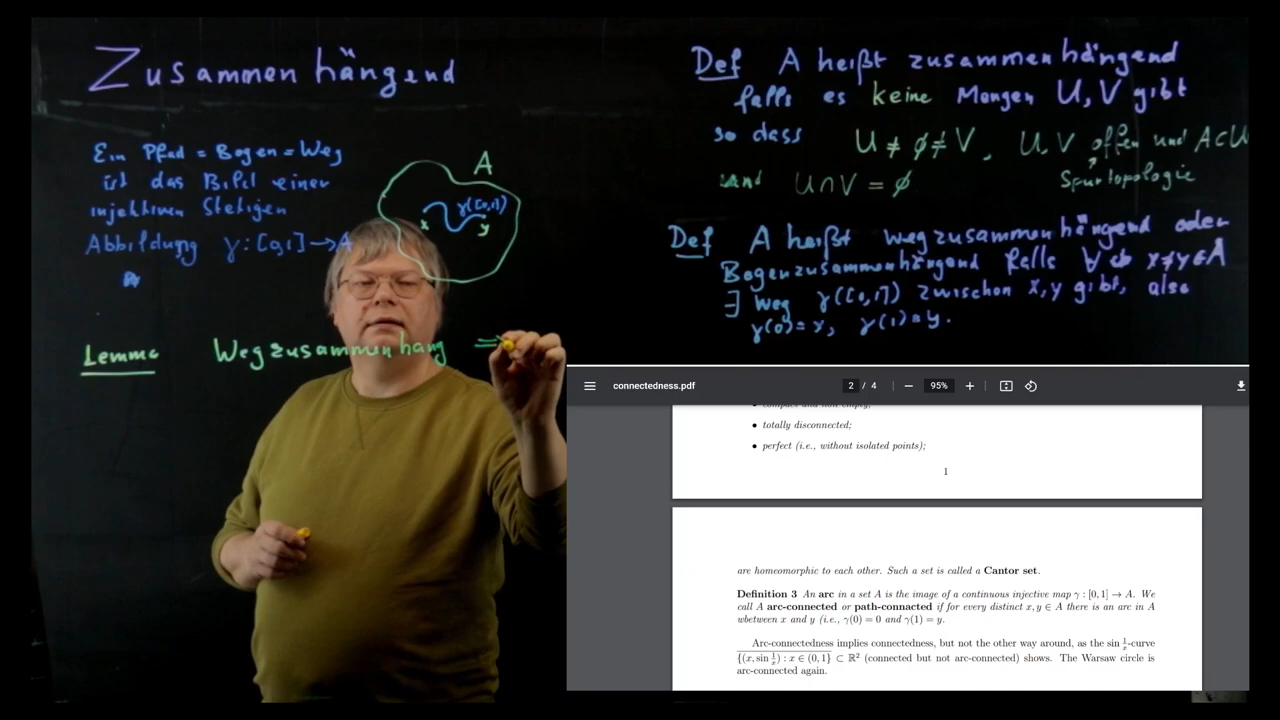 Zusammenhängend
Ein Pfad = Bogen = Weg
ist das Bild einer
injektiven stetigen
Abbildung γ: [0,1] → A
A
γ([0,1])
x
y
Lemma Wegzusammenhang =>
Def A heißt zusammenhängend
falls es keine Mengen U, V gibt
so dass U ≠ ∅ ≠ V, U, V offen und A⊂U
Spurtopologie
und U∩V = ∅
Def A heißt wegzusammenhängend oder
Bogenzusammenhängend falls ∀ x≠y∈A
∃ Weg γ([0,1]) zwischen x,y gibt, also
γ(0)=x, γ(1)=y.
connectedness.pdf
2 / 4
95%
• compact and non empty;
• totally disconnected;
• perfect (i.e., without isolated points);
1
are homeomorphic to each other. Such a set is called a Cantor set.
Definition 3 An arc in a set A is the image of a continuous injective map γ : [0,1] → A. We
call A arc-connected or path-connacted if for every distinct x, y ∈ A there is an arc in A
wbetween x and y (i.e., γ(0) = 0 and γ(1) = y.
Arc-connectedness implies connectedness, but not the other way around, as the sin 1/x-curve
{(x, sin 1/x) : x ∈ (0, 1} ⊂ ℝ² (connected but not arc-connected) shows. The Warsaw circle is
arc-connected again.